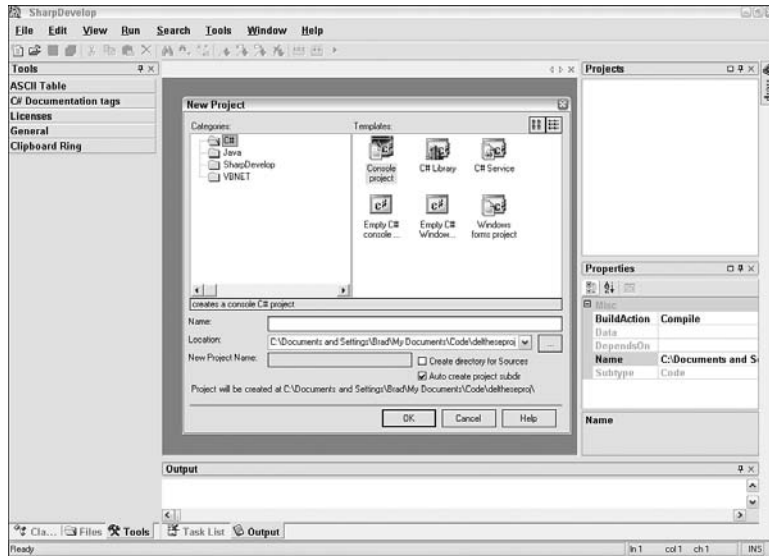 SharpDevelop
File Edit View Run Search Tools Window Help
Tools
ASCII Table
C# Documentation tags
Licenses
General
Clipboard Ring
New Project
Categories:
C#
Java
SharpDevelop
VBNET
Templates:
Console project
C# Library
C# Service
Empty C# console ...
Empty C# Window...
Windows forms project
creates a console C# project
Name:
Location: C:\Documents and Settings\Brad\My Documents\Code\deltheseproj ...
New Project Name:
Create directory for Sources
Auto create project subdir
Project will be created at C:\Documents and Settings\Brad\My Documents\Code\deltheseproj\
OK Cancel Help
Projects
Properties
Misc
BuildAction Compile
Data
DependsOn
Name C:\Documents and S
Subtype Code
Name
Output
Cla... Files Tools
Task List Output
Ready
ln 1 col 1 ch 1 INS